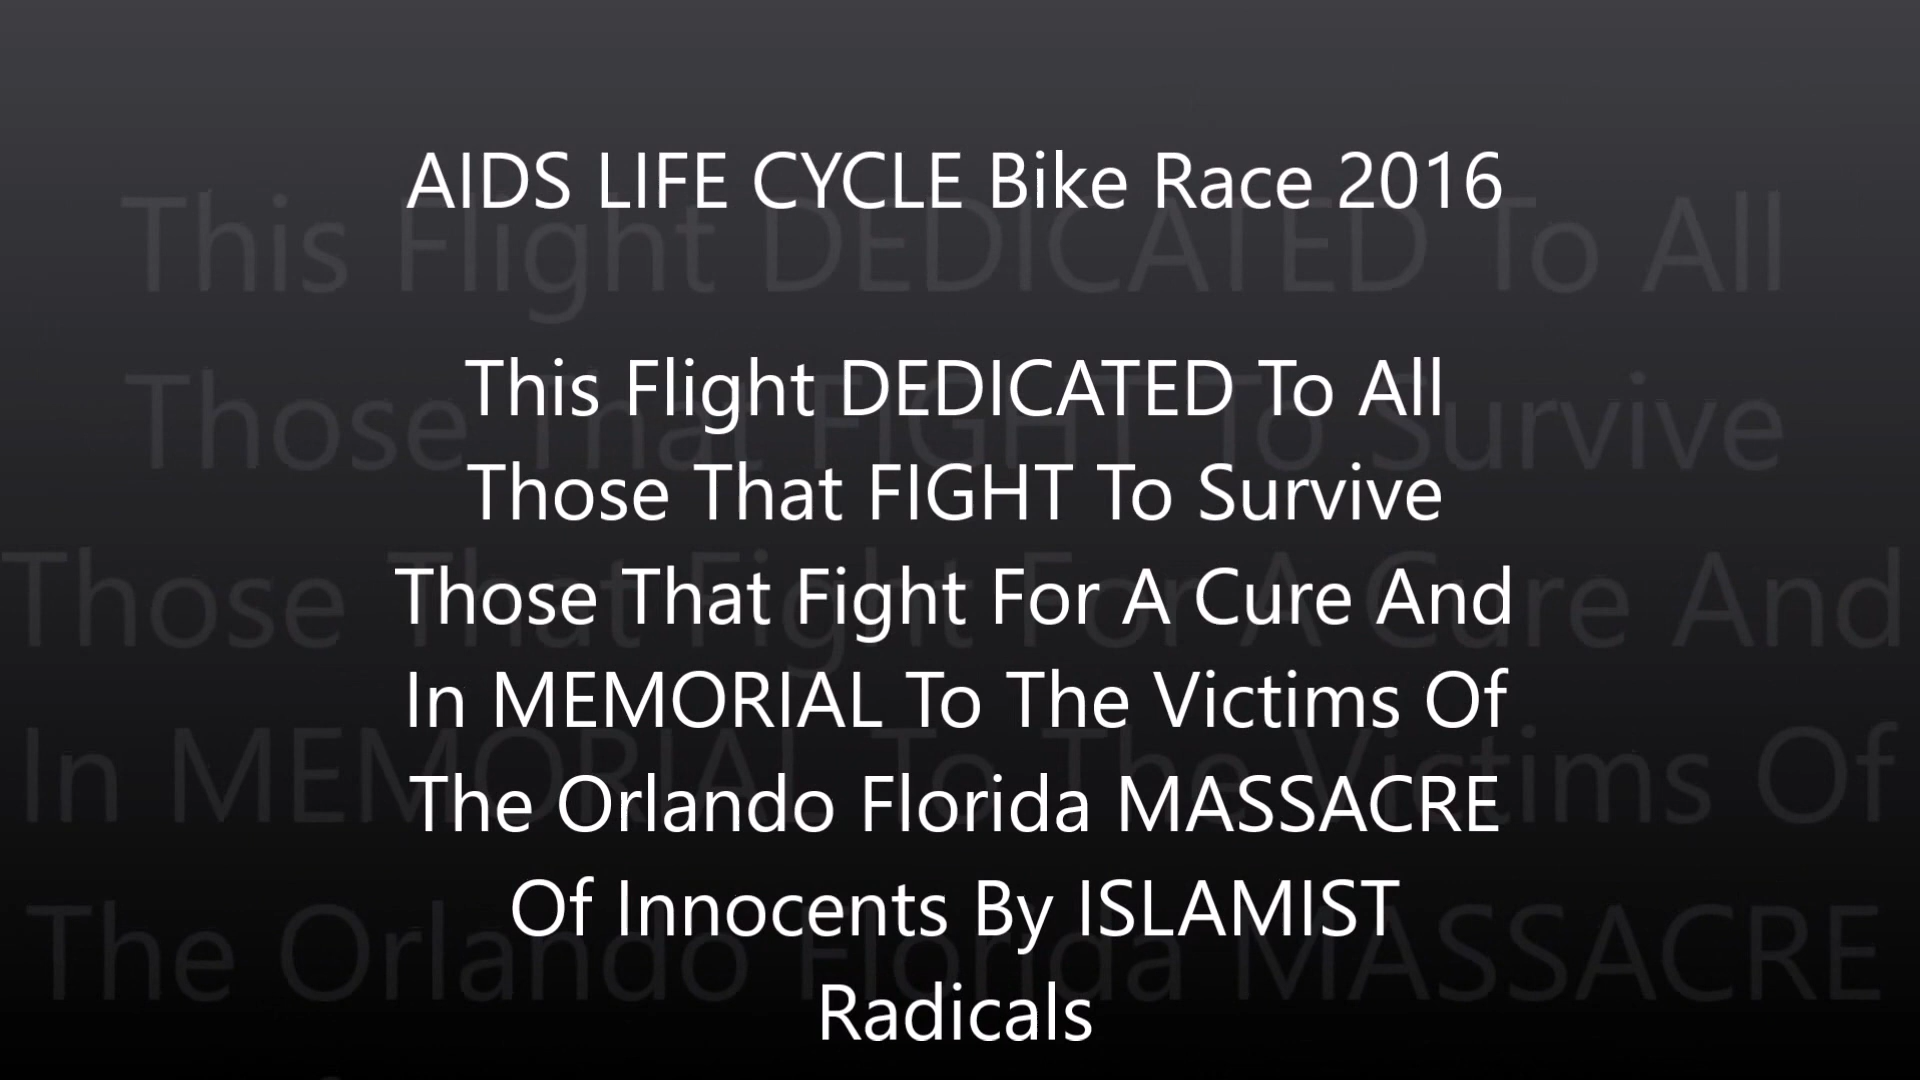 AIDS LIFE CYCLE Bike Race 2016
This Flight DEDICATED To All
Those That FIGHT To Survive
Those That Fight For A Cure And
In MEMORIAL To The Victims Of
The Orlando Florida MASSACRE
Of Innocents By ISLAMIST
Radicals